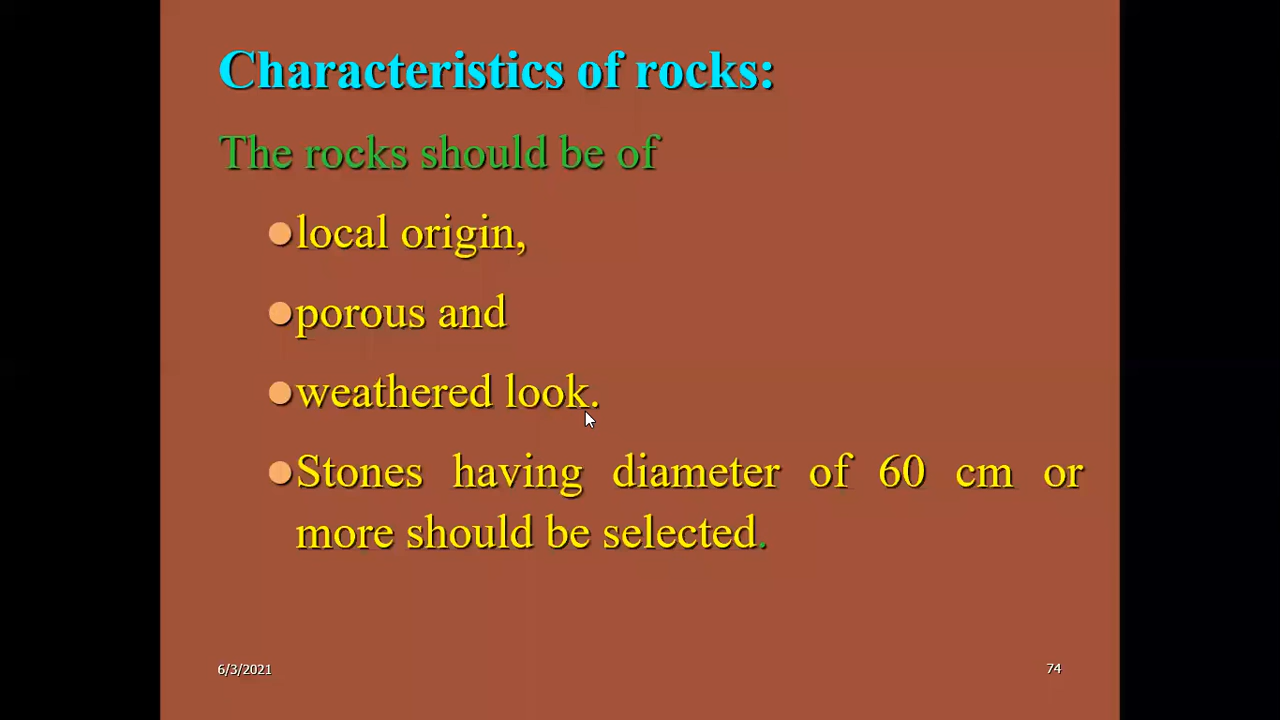 Characteristics of rocks:
The rocks should be of
●local origin,
●porous and
●weathered look.
●Stones having diameter of 60 cm or
more should be selected.
6/3/2021
74